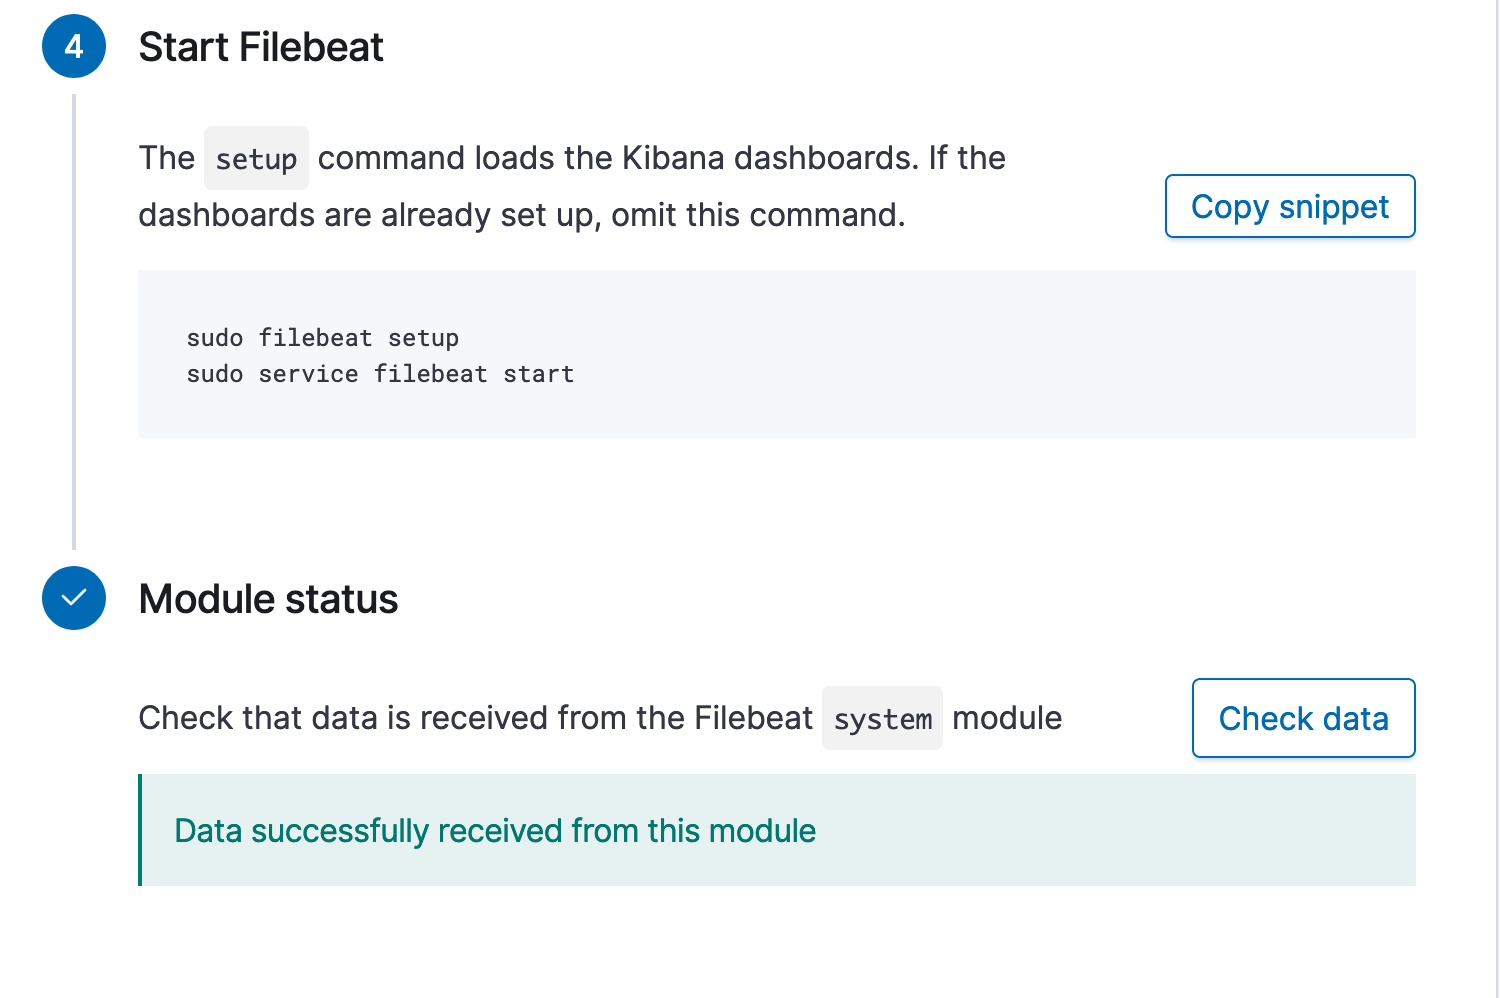 4 Start Filebeat
The setup command loads the Kibana dashboards. If the
dashboards are already set up, omit this command.
Copy snippet
sudo filebeat setup
sudo service filebeat start
Module status
Check that data is received from the Filebeat system module
Check data
Data successfully received from this module